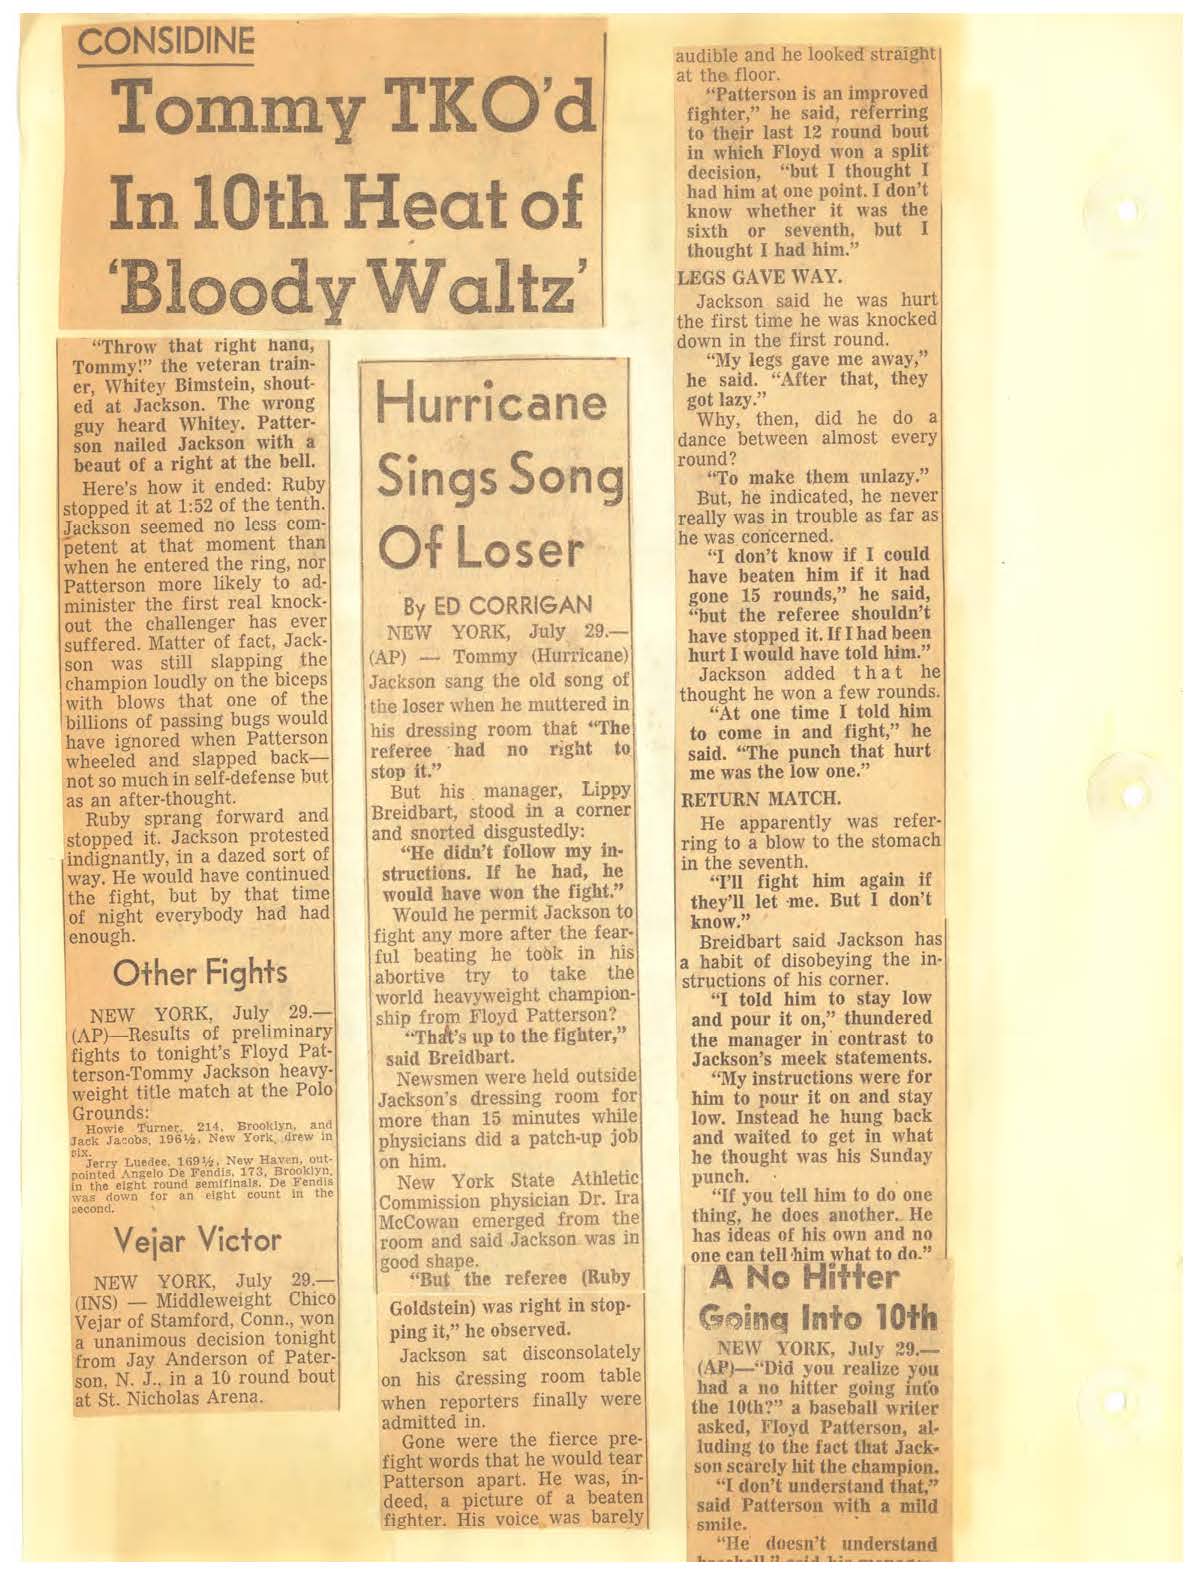 CONSIDINE
Tommy TKO'd
In 10th Heat of
'Bloody Waltz'
"Throw that right hand,
Tommy!" the veteran train-
er, Whitey Bimstein, shout-
ed at Jackson. The wrong
guy heard Whitey. Patter-
son nailed Jackson with a
beaut of a right at the bell.
Here's how it ended: Ruby
stopped it at 1:52 of the tenth.
Jackson seemed no less com-
petent at that moment than
when he entered the ring, nor
Patterson more likely to ad-
minister the first real knock-
out the challenger has ever
suffered. Matter of fact, Jack-
son was still slapping the
champion loudly on the biceps
with blows that one of the
billions of passing bugs would
have ignored when Patterson
wheeled and slapped back—
not so much in self-defense but
as an after-thought.
Ruby sprang forward and
stopped it. Jackson protested
indignantly, in a dazed sort of
way. He would have continued
the fight, but by that time
of night everybody had had
enough.
Other Fights
NEW YORK, July 29.—
(AP)—Results of preliminary
fights to tonight's Floyd Pat-
terson-Tommy Jackson heavy-
weight title match at the Polo
Grounds:
Howie Turner, 214, Brooklyn, and
Jack Jacobs, 196½, New York, drew in
six.
Jerry Luedee, 169½, New Haven, out-
pointed Angelo De Fendis, 173, Brooklyn,
in the eight round semifinals. De Fendis
was down for an eight count in the
second.
Vejar Victor
NEW YORK, July 29.—
(INS) — Middleweight Chico
Vejar of Stamford, Conn., won
a unanimous decision tonight
from Jay Anderson of Pater-
son, N. J., in a 10 round bout
at St. Nicholas Arena.
Hurricane
Sings Song
Of Loser
By ED CORRIGAN
NEW YORK, July 29.—
(AP) — Tommy (Hurricane)
Jackson sang the old song of
the loser when he muttered in
his dressing room that "The
referee had no right to
stop it."
But his manager, Lippy
Breidbart, stood in a corner
and snorted disgustedly:
"He didn't follow my in-
structions. If he had, he
would have won the fight."
Would he permit Jackson to
fight any more after the fear-
ful beating he took in his
abortive try to take the
world heavyweight champion-
ship from Floyd Patterson?
"That's up to the fighter,"
said Breidbart.
Newsmen were held outside
Jackson's dressing room for
more than 15 minutes while
physicians did a patch-up job
on him.
New York State Athletic
Commission physician Dr. Ira
McCowan emerged from the
room and said Jackson was in
good shape.
"But the referee (Ruby
Goldstein) was right in stop-
ping it," he observed.
Jackson sat disconsolately
on his dressing room table
when reporters finally were
admitted in.
Gone were the fierce pre-
fight words that he would tear
Patterson apart. He was, in-
deed, a picture of a beaten
fighter. His voice was barely
audible and he looked straight
at the floor.
"Patterson is an improved
fighter," he said, referring
to their last 12 round bout
in which Floyd won a split
decision, "but I thought I
had him at one point. I don't
know whether it was the
sixth or seventh, but I
thought I had him."
LEGS GAVE WAY.
Jackson said he was hurt
the first time he was knocked
down in the first round.
"My legs gave me away,"
he said. "After that, they
got lazy."
Why, then, did he do a
dance between almost every
round?
"To make them unlazy."
But, he indicated, he never
really was in trouble as far as
he was concerned.
"I don't know if I could
have beaten him if it had
gone 15 rounds," he said,
"but the referee shouldn't
have stopped it. If I had been
hurt I would have told him."
Jackson added that he
thought he won a few rounds.
"At one time I told him
to come in and fight," he
said. "The punch that hurt
me was the low one."
RETURN MATCH.
He apparently was refer-
ring to a blow to the stomach
in the seventh.
"I'll fight him again if
they'll let me. But I don't
know."
Breidbart said Jackson has
a habit of disobeying the in-
structions of his corner.
"I told him to stay low
and pour it on," thundered
the manager in contrast to
Jackson's meek statements.
"My instructions were for
him to pour it on and stay
low. Instead he hung back
and waited to get in what
he thought was his Sunday
punch.
"If you tell him to do one
thing, he does another. He
has ideas of his own and no
one can tell him what to do."
A No Hitter
Going Into 10th
NEW YORK, July 29.—
(AP)—"Did you realize you
had a no hitter going into
the 10th?" a baseball writer
asked, Floyd Patterson, al-
luding to the fact that Jack-
son scarely hit the champion.
"I don't understand that,"
said Patterson with a mild
smile.
"He doesn't understand